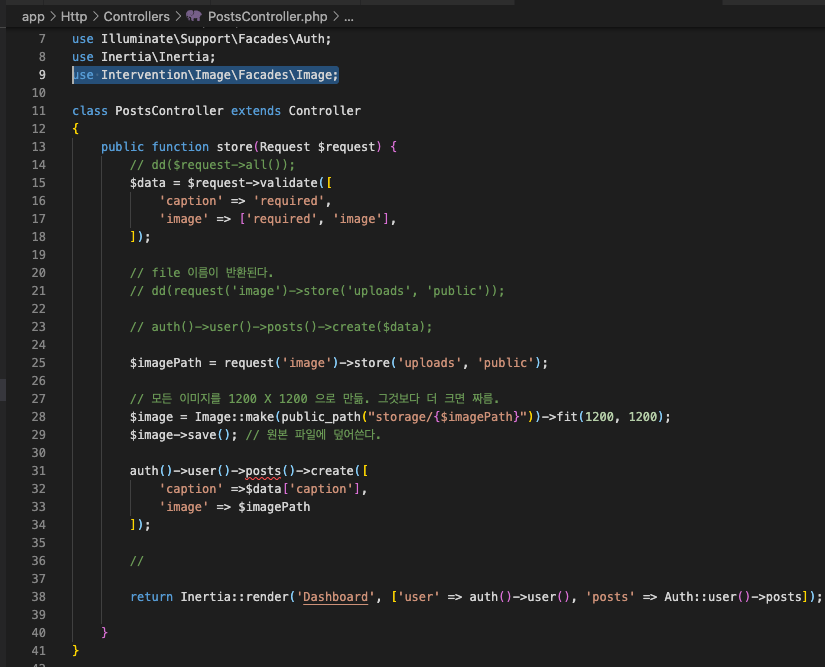 app > Http > Controllers > PostsController.php > ...
7 use Illuminate\Support\Facades\Auth;
8 use Inertia\Inertia;
9 use Intervention\Image\Facades\Image;
10
11 class PostsController extends Controller
12 {
13     public function store(Request $request) {
14         // dd($request->all());
15         $data = $request->validate([
16             'caption' => 'required',
17             'image' => ['required', 'image'],
18         ]);
19
20         // file 이름이 반환된다.
21         // dd(request('image')->store('uploads', 'public'));
22
23         // auth()->user()->posts()->create($data);
24
25         $imagePath = request('image')->store('uploads', 'public');
26
27         // 모든 이미지를 1200 X 1200 으로 만듦. 그것보다 더 크면 짜름.
28         $image = Image::make(public_path("storage/{$imagePath}"))->fit(1200, 1200);
29         $image->save(); // 원본 파일에 덮어쓴다.
30
31         auth()->user()->posts()->create([
32             'caption' =>$data['caption'],
33             'image' => $imagePath
34         ]);
35
36         //
37
38         return Inertia::render('Dashboard', ['user' => auth()->user(), 'posts' => Auth::user()->posts]);
39
40     }
41 }